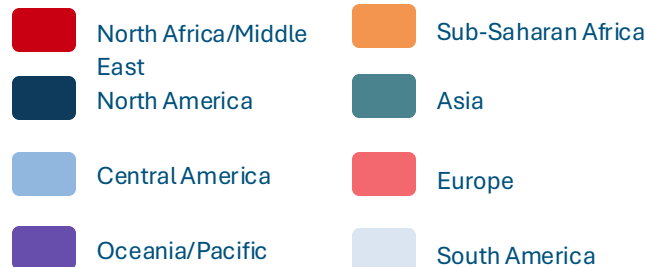 North Africa/Middle
East
North America
Central America
Oceania/Pacific
Sub-Saharan Africa
Asia
Europe
South America